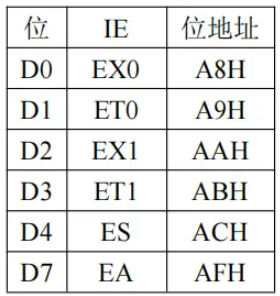 位 IE 位地址
D0 EX0 A8H
D1 ET0 A9H
D2 EX1 AAH
D3 ET1 ABH
D4 ES ACH
D7 EA AFH